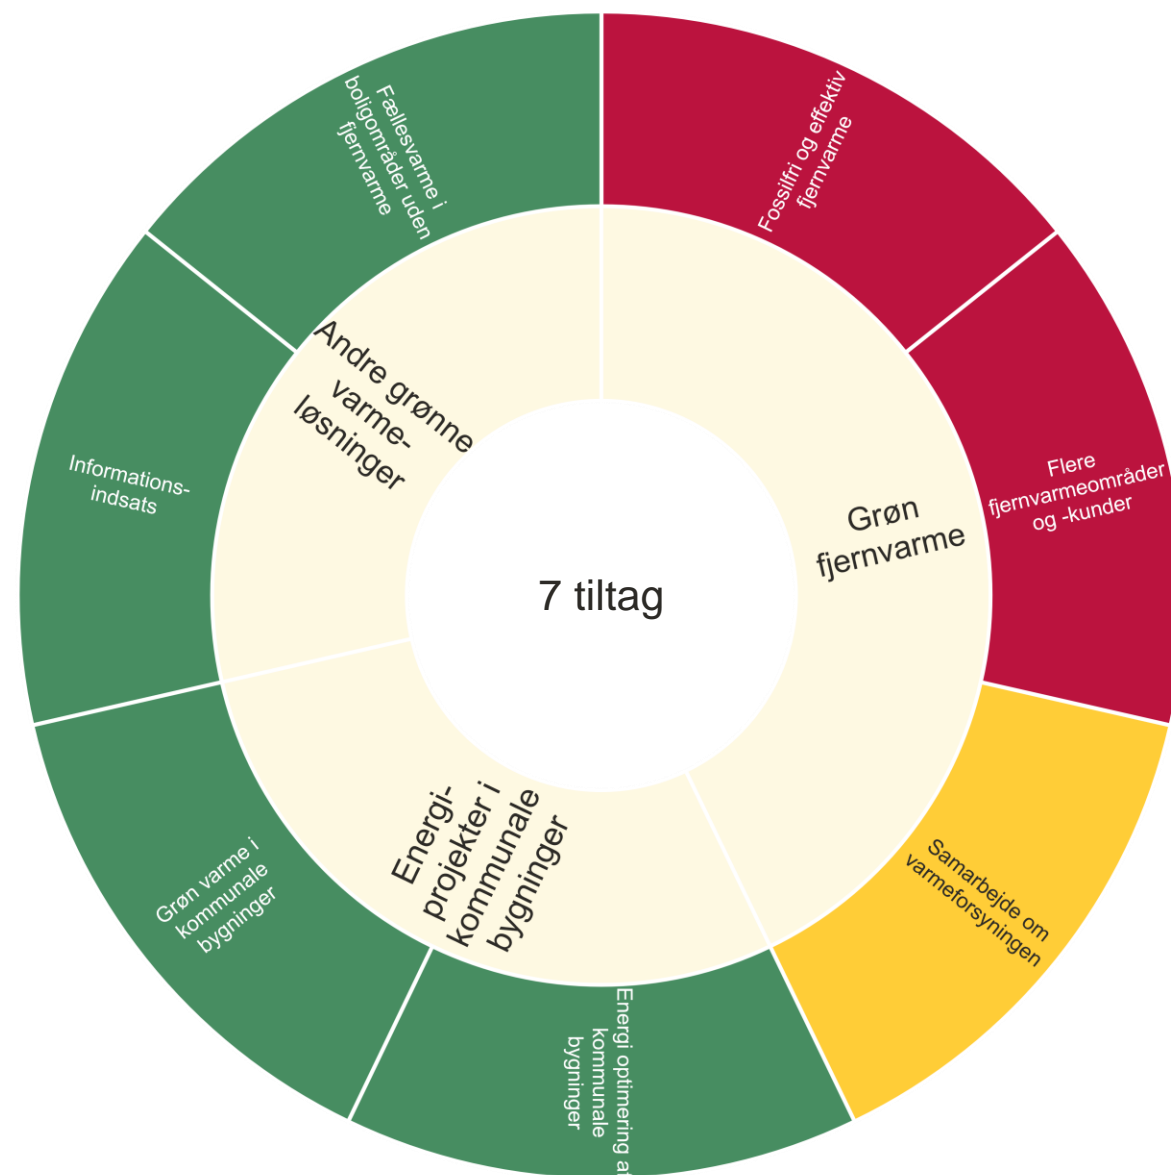 7 tiltag
Grøn
fjernvarme
Energi-
projekter i
kommunale
bygninger
Andre grønne
varme-
løsninger
Fossilfri og effektiv
fjernvarme
Flere
fjernvarmeområder
og -kunder
Samarbejde om
varmeforsyningen
Energi optimering af
kommunale
bygninger
Grøn varme i
kommunale
bygninger
Informations-
indsats
Fællesvarme i
boligområder uden
fjernvarme